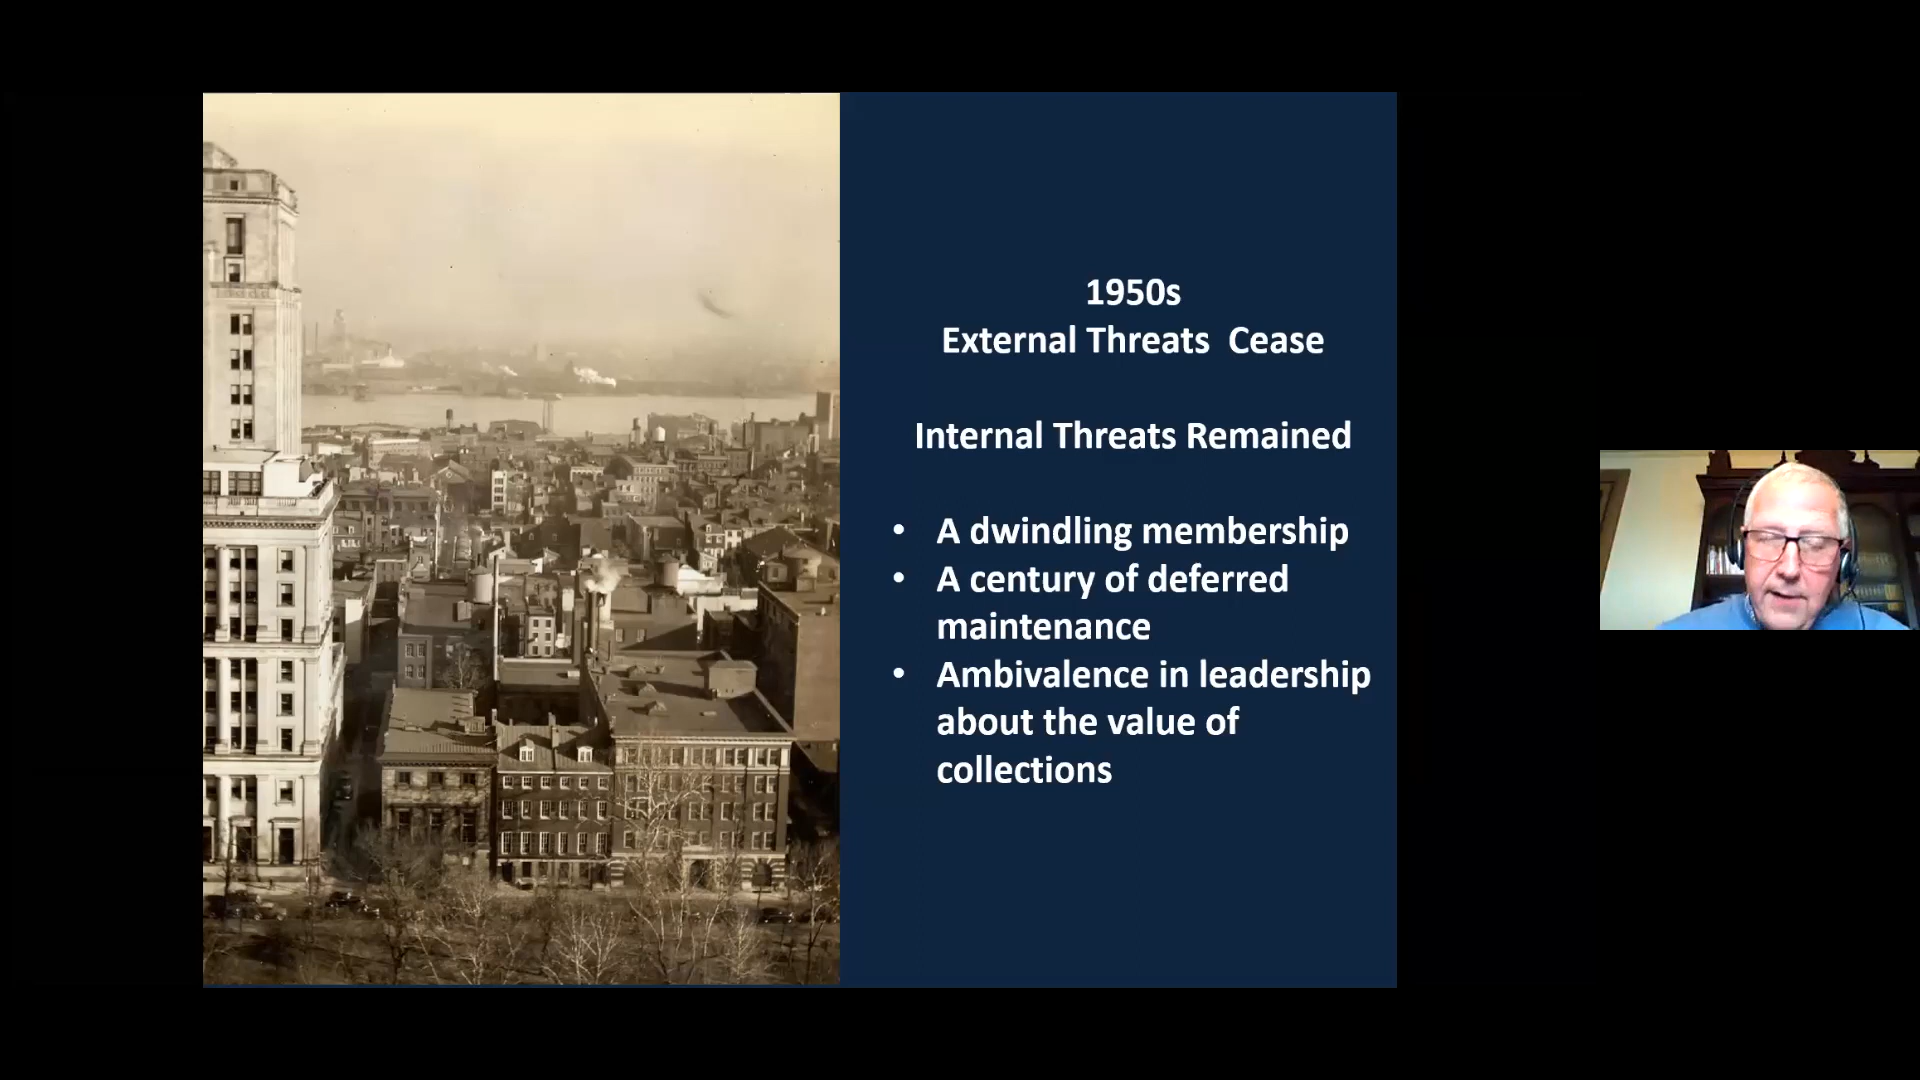 1950s
External Threats  Cease
Internal Threats Remained
• A dwindling membership
• A century of deferred
maintenance
• Ambivalence in leadership
about the value of
collections